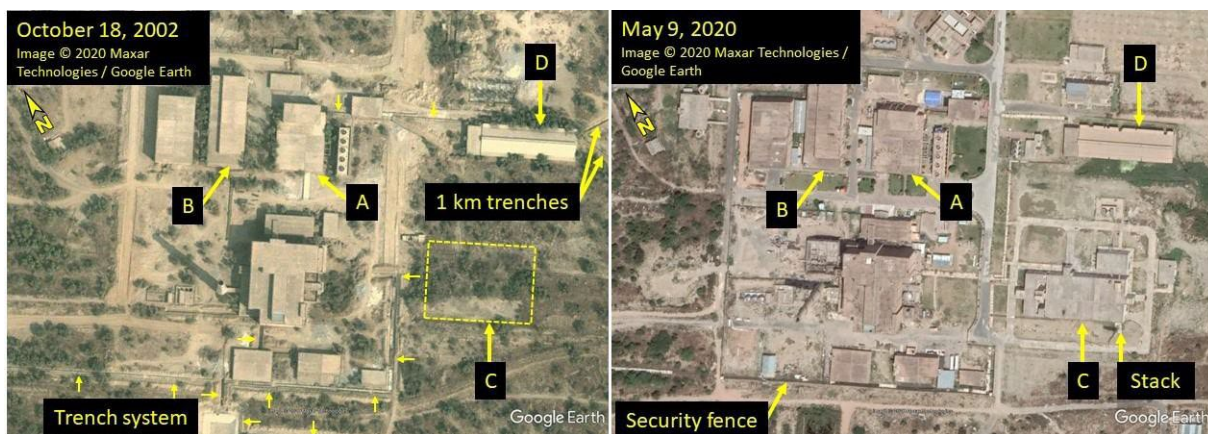 October 18, 2002
Image © 2020 Maxar
Technologies / Google Earth
N
D
B
A
1 km trenches
C
Trench system
Google Earth
May 9, 2020
Image © 2020 Maxar Technologies /
Google Earth
N
D
B
A
C
Stack
Security fence
Google Earth